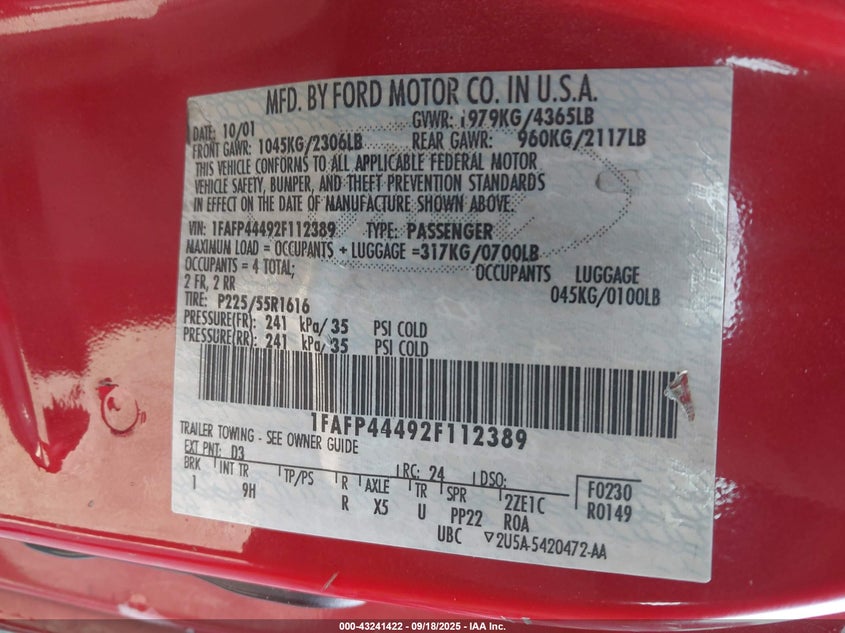 MFD. BY FORD MOTOR CO. IN U.S.A.
DATE: 10/01 GVWR: 1979KG/4365LB
FRONT GAWR: 1045KG/2306LB REAR GAWR: 960KG/2117LB
THIS VEHICLE CONFORMS TO ALL APPLICABLE FEDERAL MOTOR
VEHICLE SAFETY, BUMPER, AND THEFT PREVENTION STANDARDS
IN EFFECT ON THE DATE OF MANUFACTURE SHOWN ABOVE.
VIN: 1FAFP44492F112389 TYPE: PASSENGER
MAXIMUM LOAD = OCCUPANTS + LUGGAGE =317KG/0700LB
OCCUPANTS = 4 TOTAL; OCCUPANTS LUGGAGE
2 FR, 2 RR 045KG/0100LB
TIRE: P225/55R1616
PRESSURE(FR): 241 kPa/35 PSI COLD
PRESSURE(RR): 241 kPa/35 PSI COLD
1FAFP44492F112389
TRAILER TOWING - SEE OWNER GUIDE
EXT PNT: D3 RC: 24 DSO:
BRK INT TR TP/PS R AXLE TR SPR 2ZE1C F0230
1 9H R X5 U PP22 ROA R0149
UBC ▽2U5A-5420472-AA
000-43241422 - 09/18/2025 - IAA Inc.